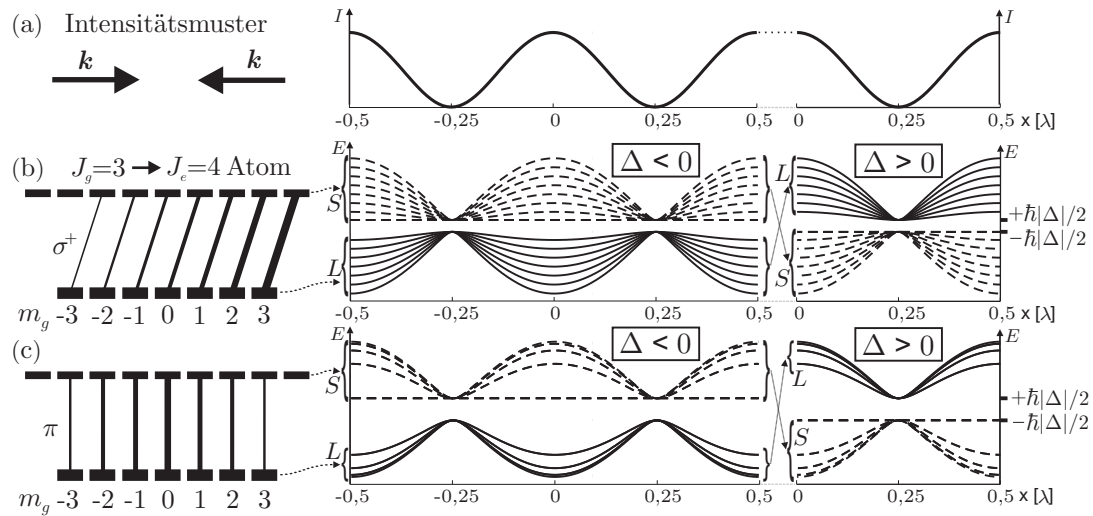 (a) Intensitätsmuster
k k
I I
-0,5 -0,25 0 0,25 0,5 0 0,25 0,5 x [λ]
(b) J_g=3 → J_e=4 Atom
σ⁺
m_g -3 -2 -1 0 1 2 3
E Δ < 0 Δ > 0 E
S L
L S
+ħ|Δ|/2
−ħ|Δ|/2
-0,5 -0,25 0 0,25 0,5 0 0,25 0,5 x [λ]
(c)
π
m_g -3 -2 -1 0 1 2 3
E Δ < 0 Δ > 0 E
S L
L S
+ħ|Δ|/2
−ħ|Δ|/2
-0,5 -0,25 0 0,25 0,5 0 0,25 0,5 x [λ]